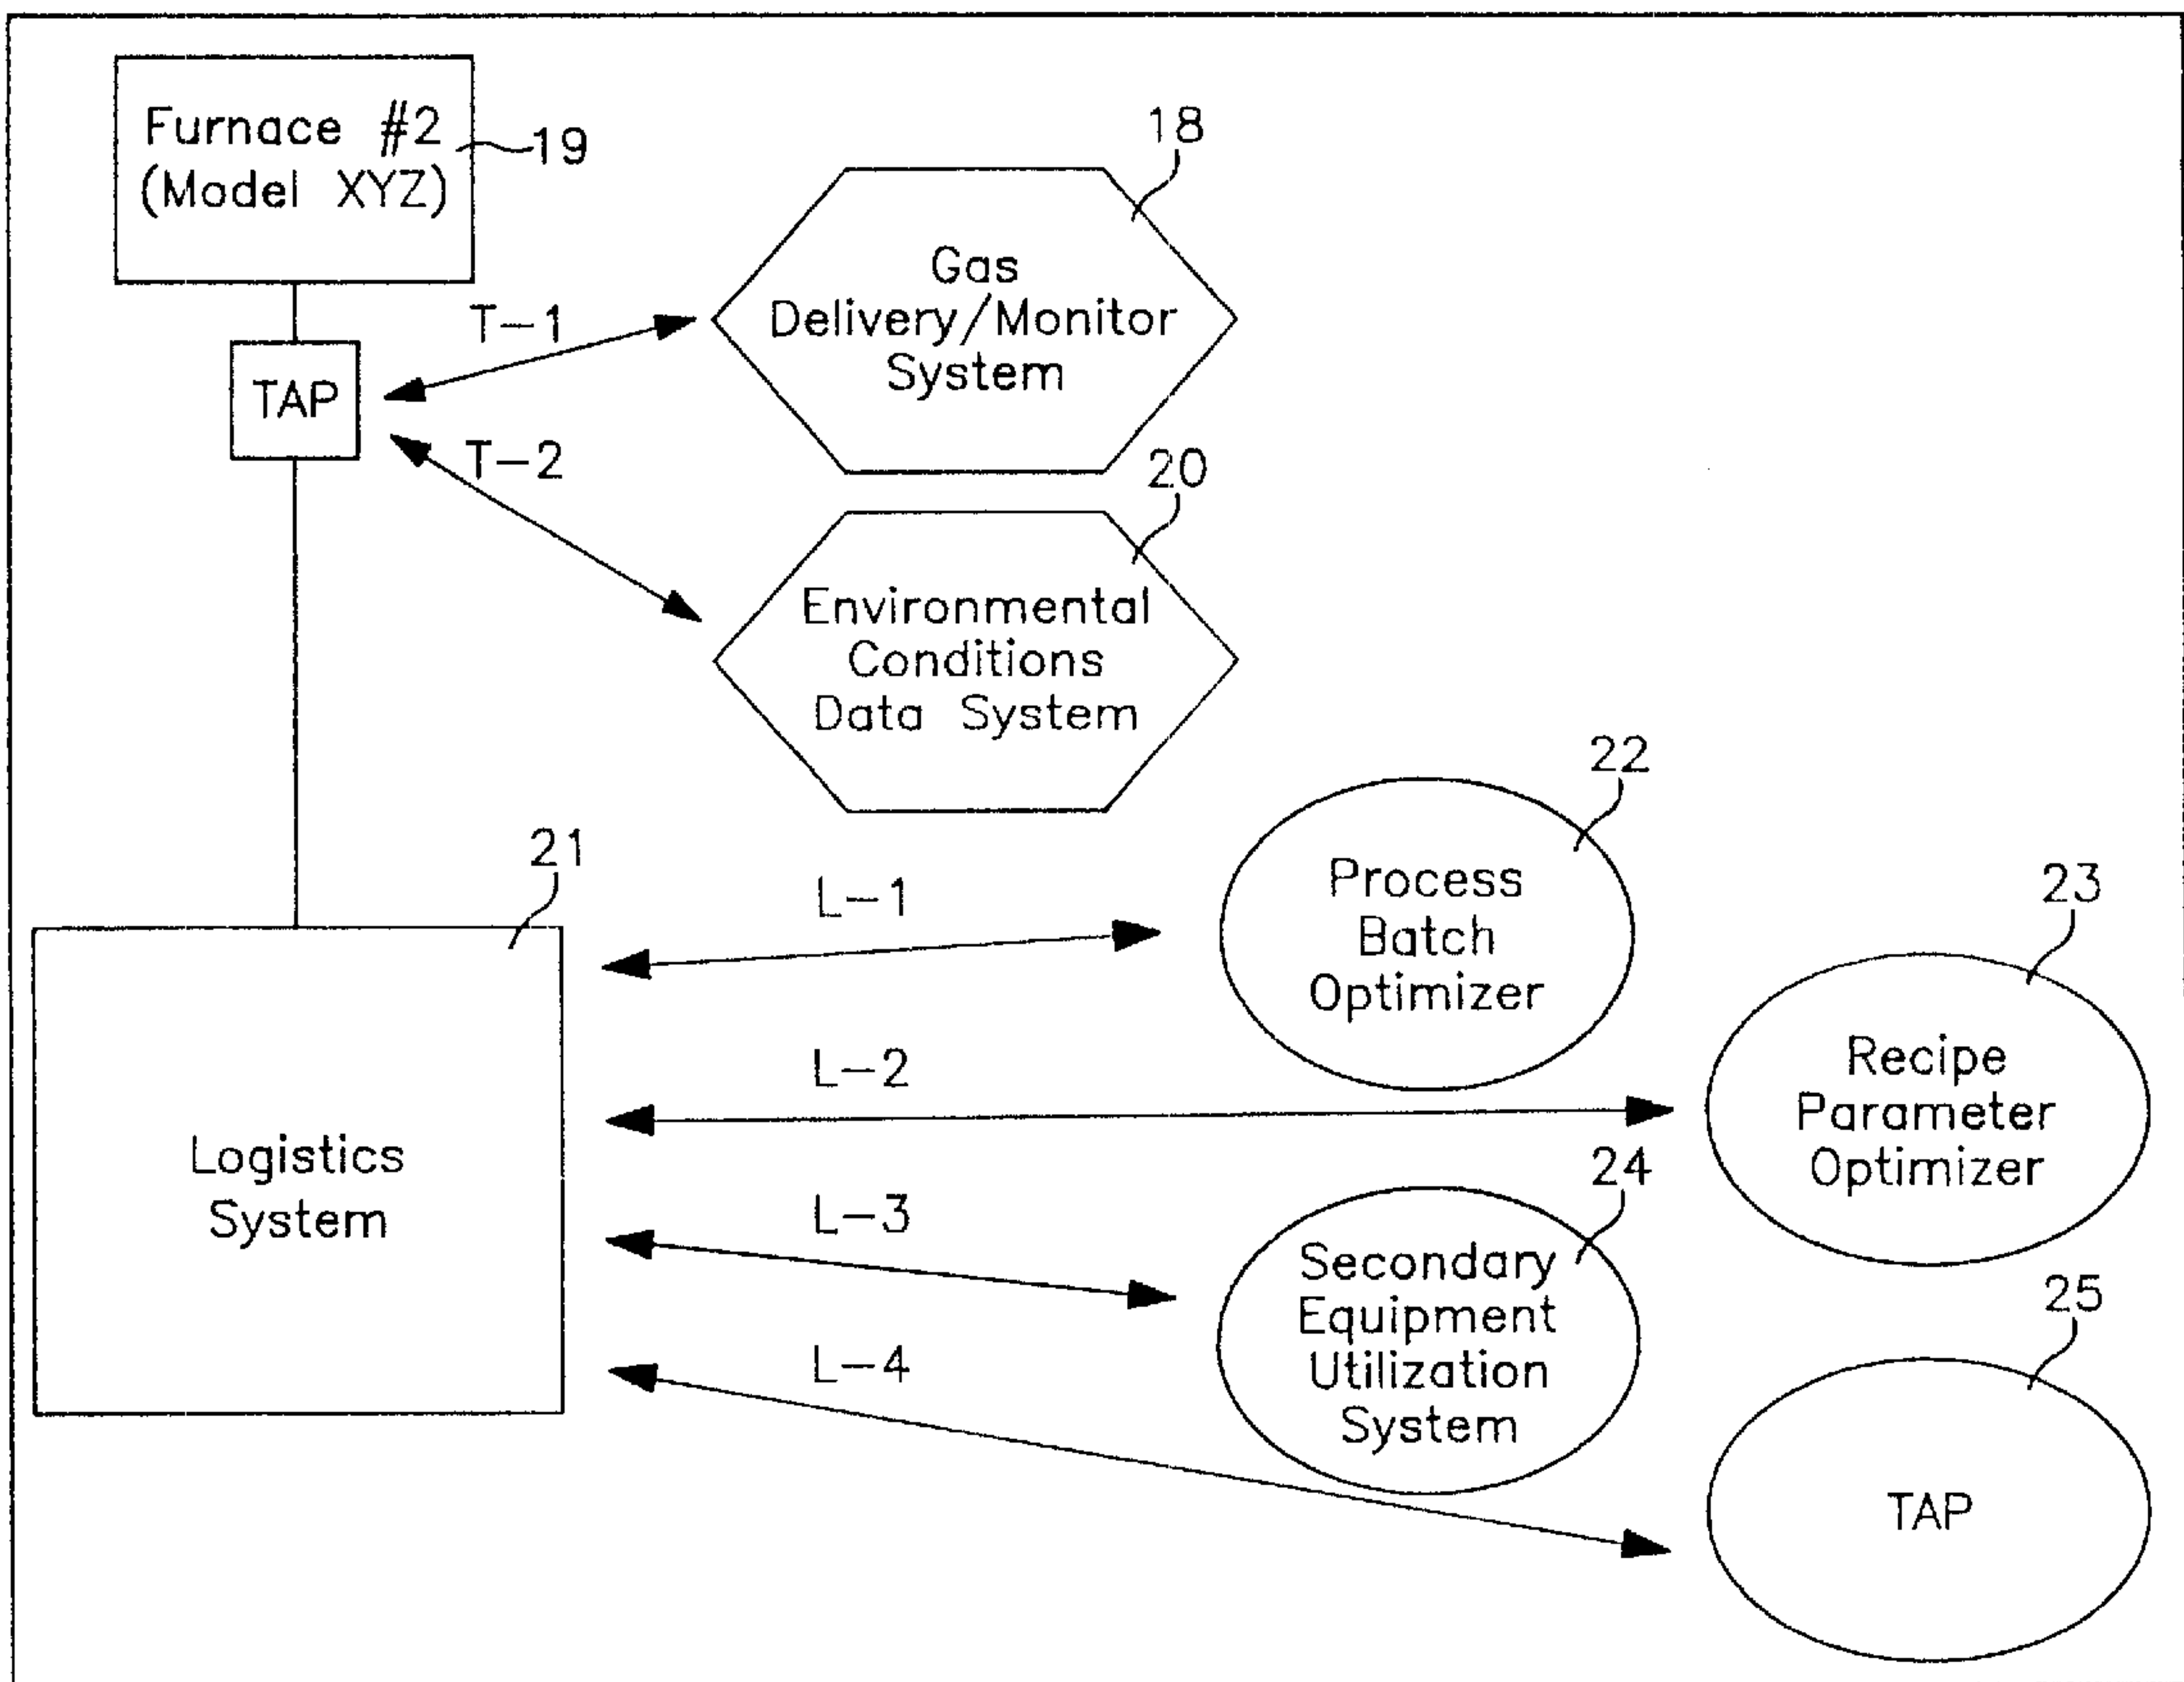 Furnace #2
(Model XYZ)
19
18
Gas
Delivery/Monitor
System
T-1
TAP
T-2
20
Environmental
Conditions
Data System
22
21
Process
Batch
Optimizer
L-1
23
Recipe
Parameter
Optimizer
L-2
Logistics
System
24
L-3
Secondary
Equipment
Utilization
System
25
L-4
TAP